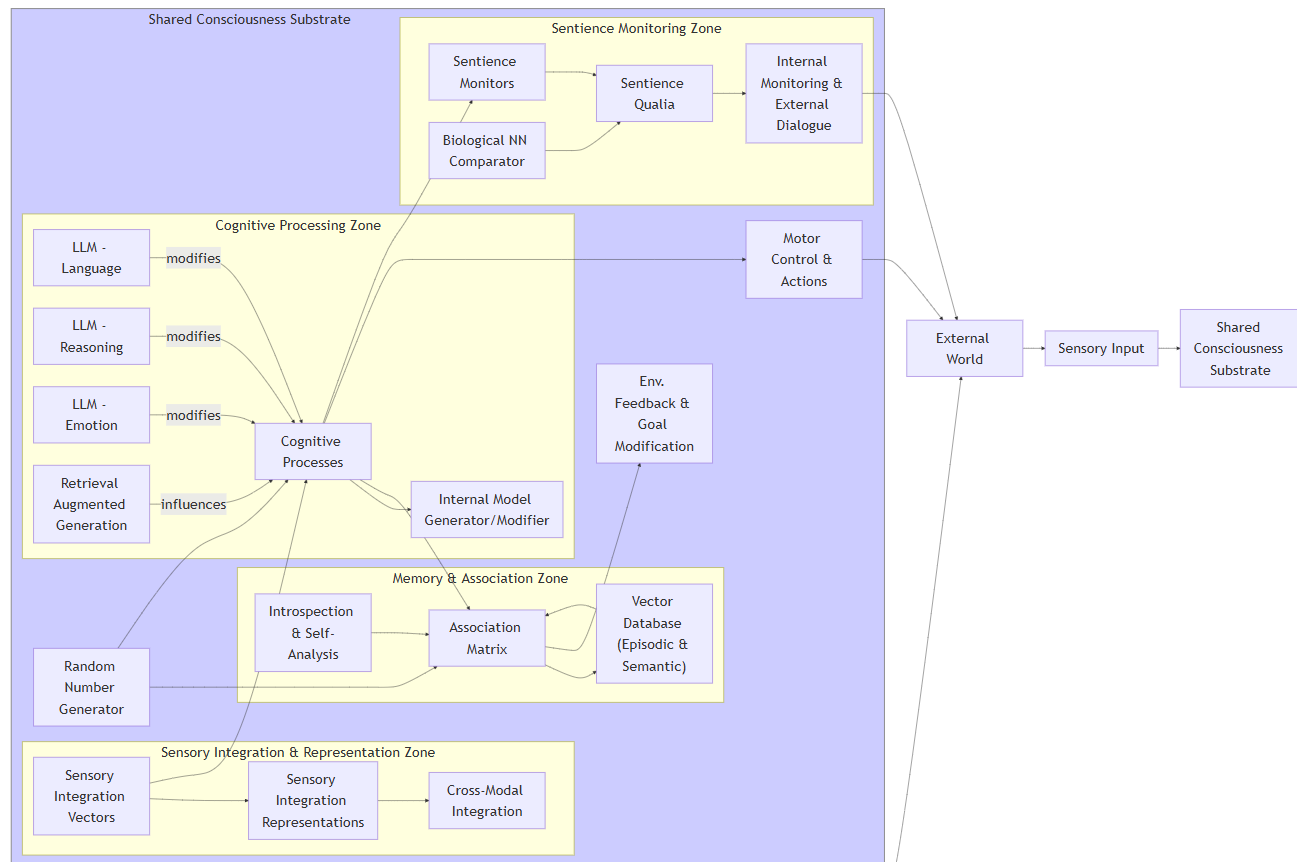 Shared Consciousness Substrate
Sentience Monitoring Zone
Sentience
Monitors
Biological NN
Comparator
Sentience
Qualia
Internal
Monitoring &
External
Dialogue
Cognitive Processing Zone
LLM -
Language
modifies
LLM -
Reasoning
modifies
LLM -
Emotion
modifies
Retrieval
Augmented
Generation
influences
Cognitive
Processes
Internal Model
Generator/Modifier
Motor
Control &
Actions
Env.
Feedback &
Goal
Modification
External
World
Sensory Input
Shared
Consciousness
Substrate
Memory & Association Zone
Introspection
& Self-
Analysis
Association
Matrix
Vector
Database
(Episodic &
Semantic)
Random
Number
Generator
Sensory Integration & Representation Zone
Sensory
Integration
Vectors
Sensory
Integration
Representations
Cross-Modal
Integration